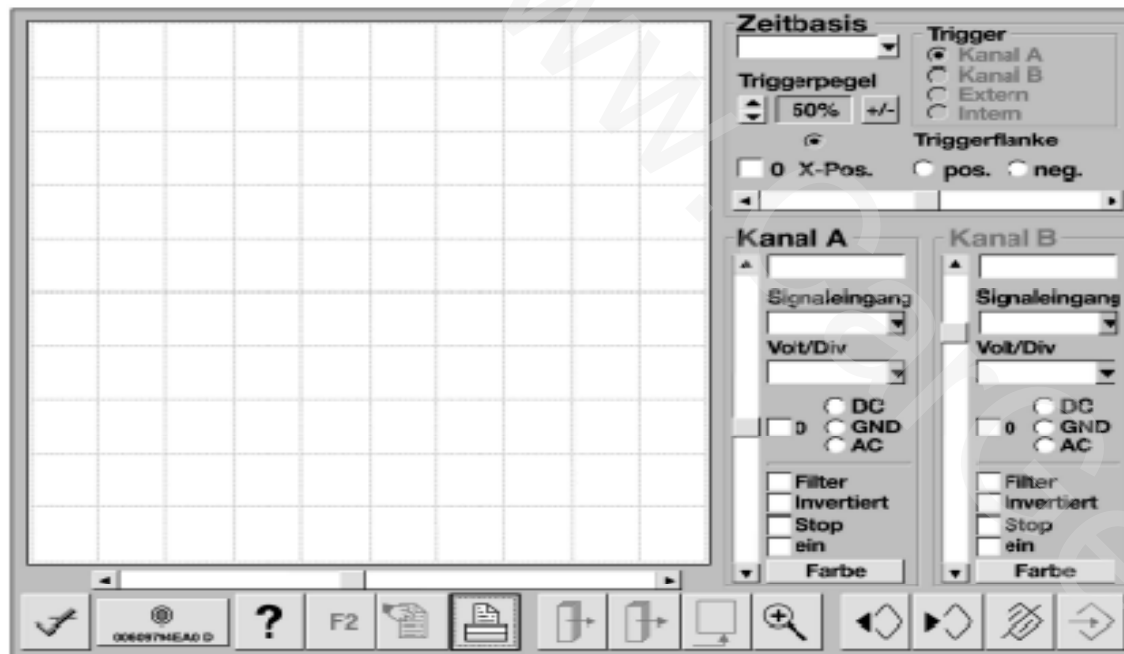 Zeitbasis
Trigger
Kanal A
Kanal B
Extern
Intern
Triggerpegel
50% +/-
Triggerflanke
0 X-Pos.
pos. neg.
Kanal A
Signaleingang
Volt/Div
DC
0 GND
AC
Filter
Invertiert
Stop
ein
Farbe
Kanal B
Signaleingang
Volt/Div
DC
0 GND
AC
Filter
Invertiert
Stop
ein
Farbe
? F2